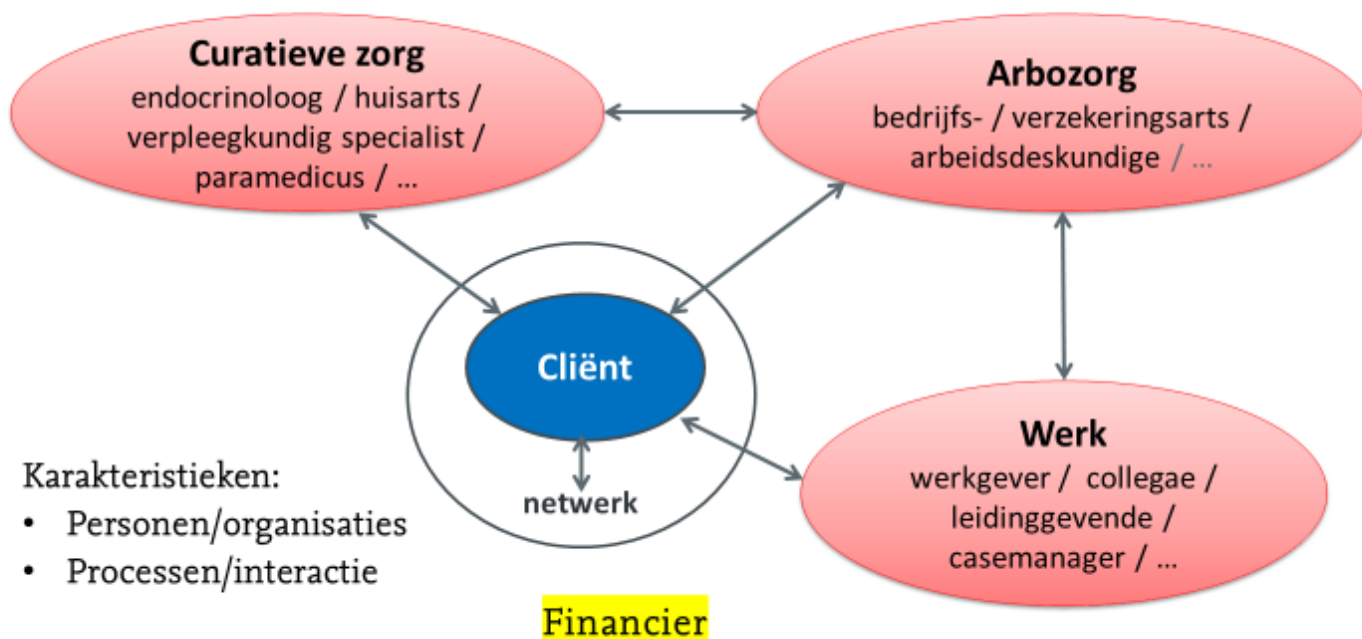 Curatieve zorg
endocrinoloog / huisarts /
verpleegkundig specialist /
paramedicus / ...
Arbozorg
bedrijfs- / verzekeringsarts /
arbeidsdeskundige / ...
Cliënt
netwerk
Werk
werkgever / collegae /
leidinggevende /
casemanager / ...
Karakteristieken:
• Personen/organisaties
• Processen/interactie
Financier